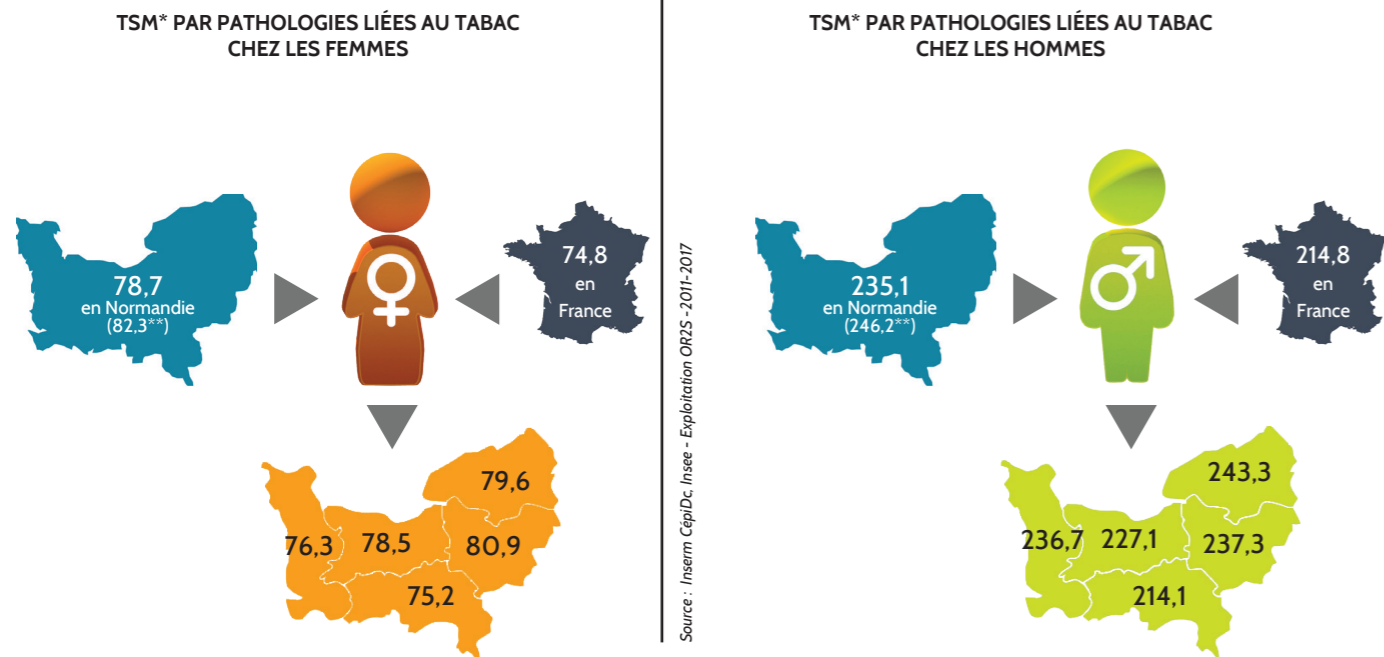 TSM* PAR PATHOLOGIES LIÉES AU TABAC
CHEZ LES FEMMES
78,7
en Normandie
(82,3**)
74,8
en
France
79,6
76,3
78,5
80,9
75,2
Source : Inserm CépiDc, Insee - Exploitation OR2S - 2011-2017
TSM* PAR PATHOLOGIES LIÉES AU TABAC
CHEZ LES HOMMES
235,1
en Normandie
(246,2**)
214,8
en
France
243,3
236,7
227,1
237,3
214,1